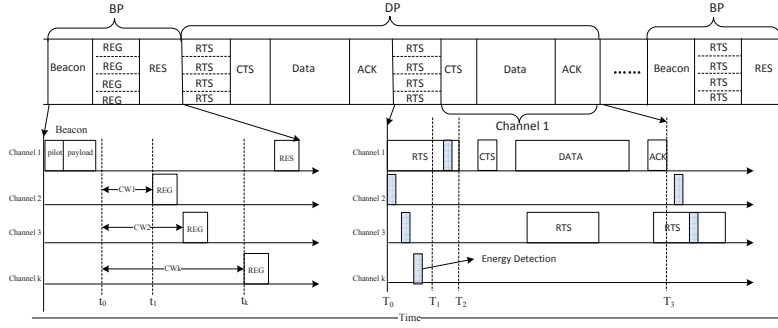 BP DP BP
Beacon REG REG REG REG RES RTS RTS RTS RTS CTS Data ACK RTS RTS RTS RTS CTS Data ACK ...... Beacon RTS RTS RTS RTS RES
Channel 1
Beacon
Channel 1 pilot payload RES
Channel 2 CW1 REG
Channel 3 CW2 REG
Channel k CWk REG
t0 t1 tk
Channel 1 RTS CTS DATA ACK
Channel 2
Channel 3 RTS RTS
Energy Detection
Channel k
T0 T1 T2 T3
Time